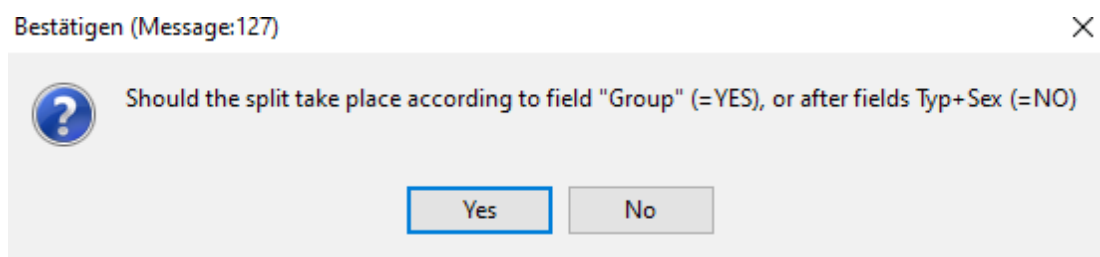 Bestätigen (Message:127)
Should the split take place according to field "Group" (=YES), or after fields Typ+Sex (=NO)
Yes
No